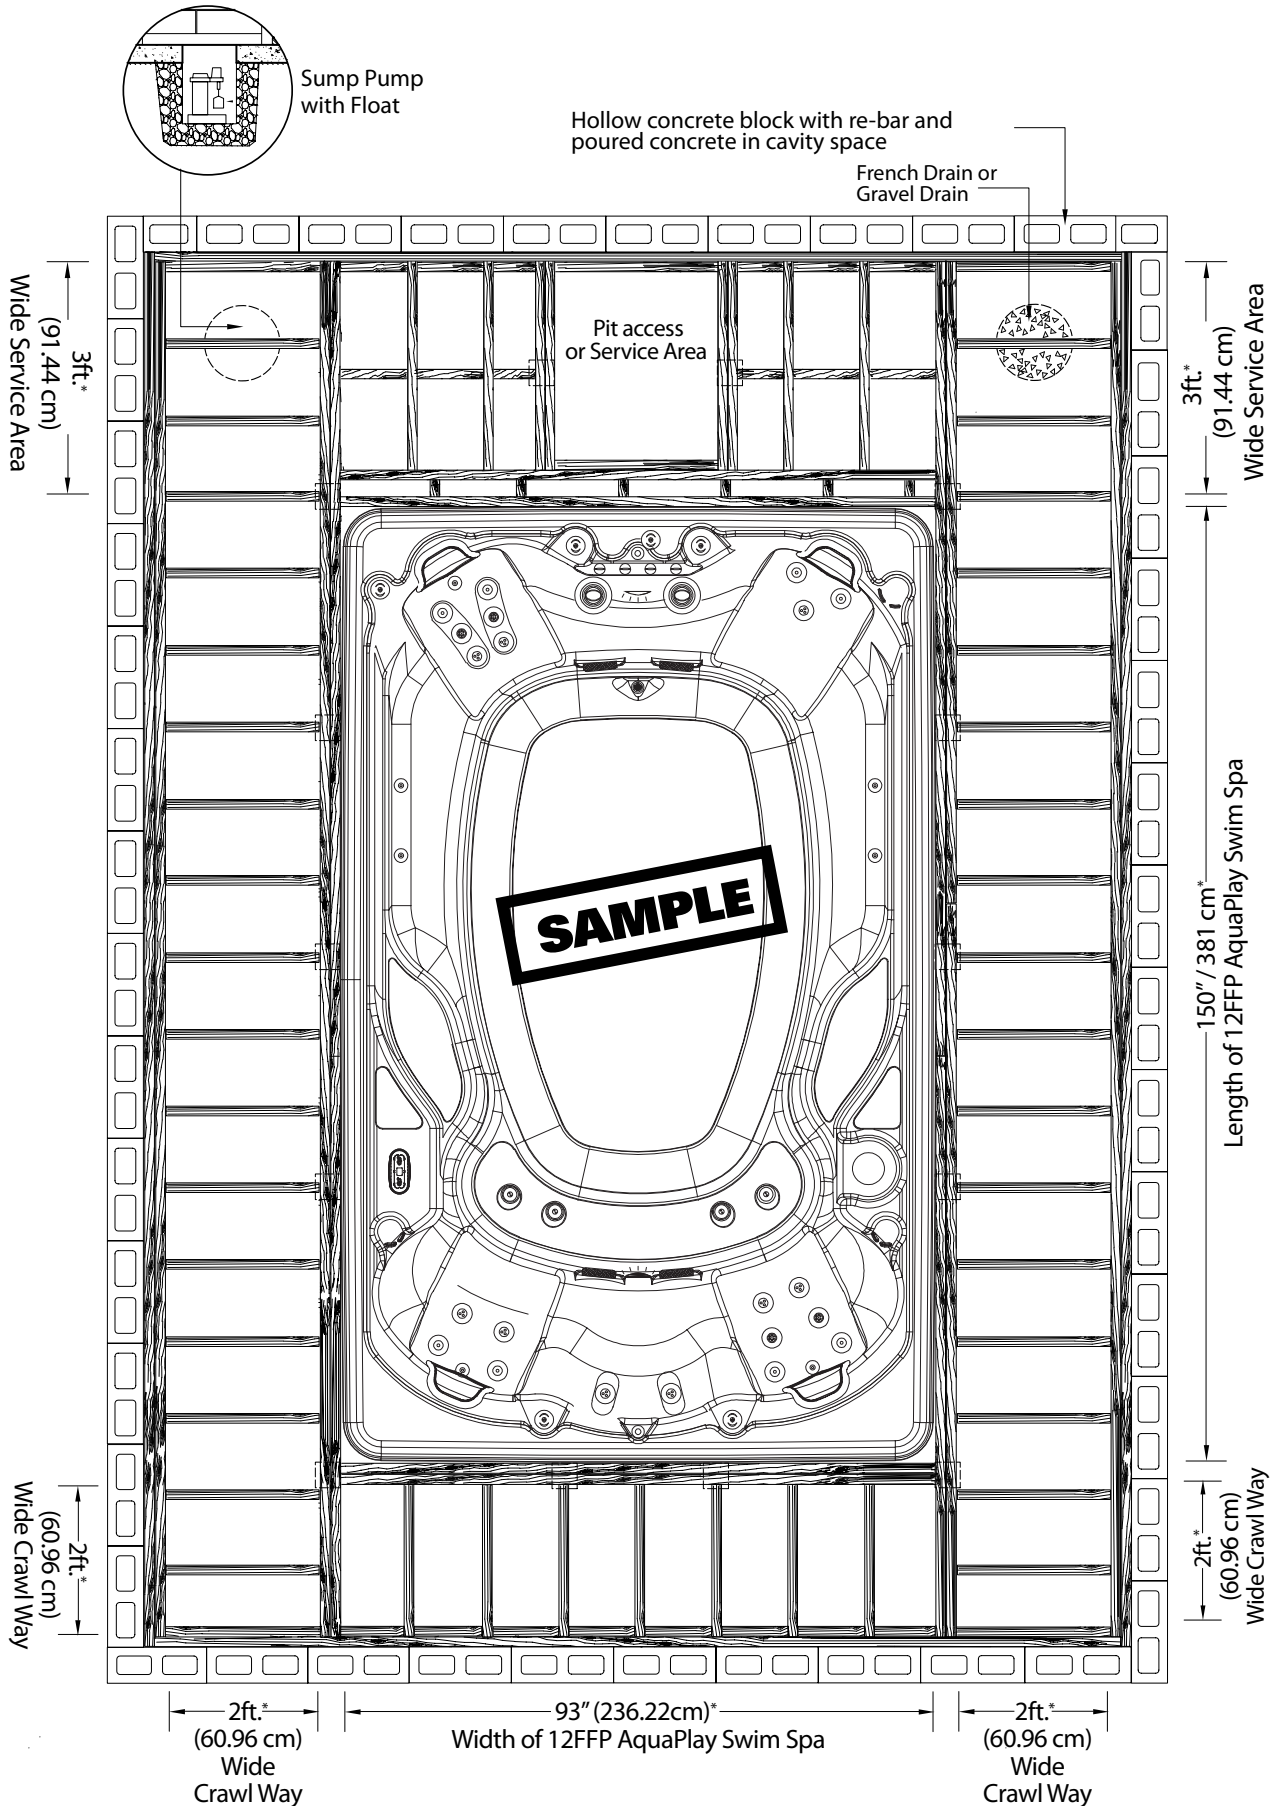 Sump Pump
with Float
Hollow concrete block with re-bar and
poured concrete in cavity space
French Drain or
Gravel Drain
3ft.*
(91.44 cm)
Wide Service Area
Pit access
or Service Area
3ft.*
(91.44 cm)
Wide Service Area
SAMPLE
150" / 381 cm*
Length of 12FFP AquaPlay Swim Spa
2ft.*
(60.96 cm)
Wide Crawl Way
2ft.*
(60.96 cm)
Wide Crawl Way
2ft.*
(60.96 cm)
Wide
Crawl Way
93” (236.22cm)*
Width of 12FFP AquaPlay Swim Spa
2ft.*
(60.96 cm)
Wide
Crawl Way